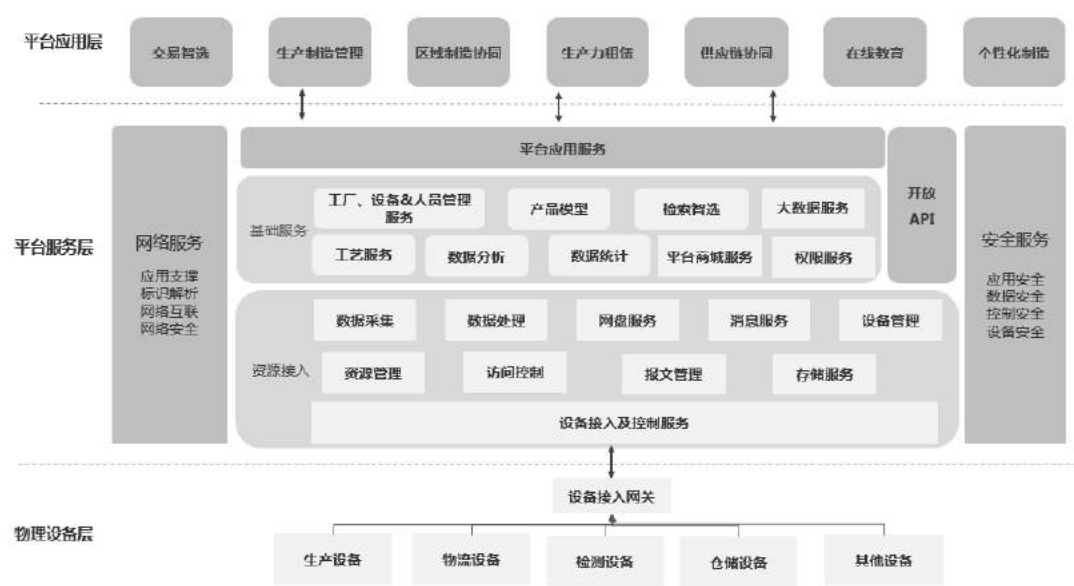 平台应用层
交易智选
生产制造管理
区域制造协同
生产力租赁
供应链协同
在线教育
个性化制造
平台服务层
网络服务
应用支撑
标识解析
网络互联
网络安全
平台应用服务
开放
API
基础服务
工厂、设备&人员管理
服务
产品模型
检索智选
大数据服务
工艺服务
数据分析
数据统计
平台商城服务
权限服务
资源接入
数据采集
数据处理
网盘服务
消息服务
设备管理
资源管理
访问控制
报文管理
存储服务
设备接入及控制服务
安全服务
应用安全
数据安全
控制安全
设备安全
物理设备层
设备接入网关
生产设备
物流设备
检测设备
仓储设备
其他设备